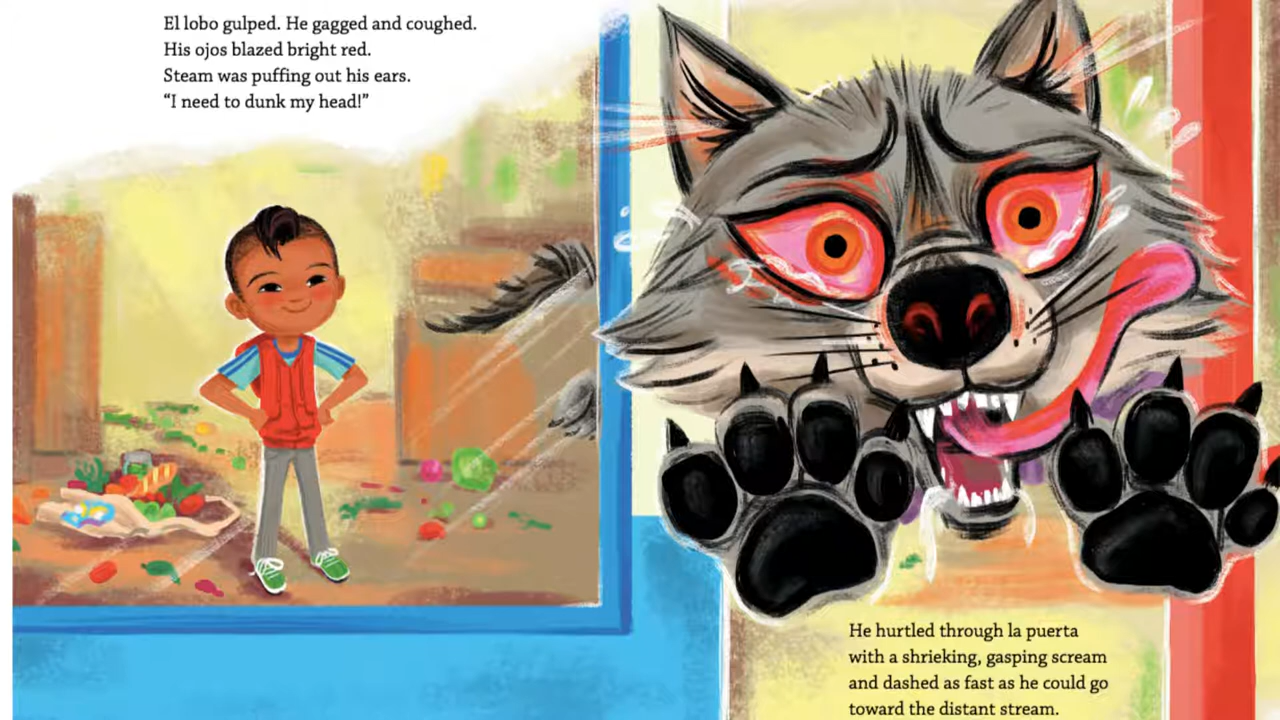 El lobo gulped. He gagged and coughed.
His ojos blazed bright red.
Steam was puffing out his ears.
“I need to dunk my head!”
He hurtled through la puerta
with a shrieking, gasping scream
and dashed as fast as he could go
toward the distant stream.